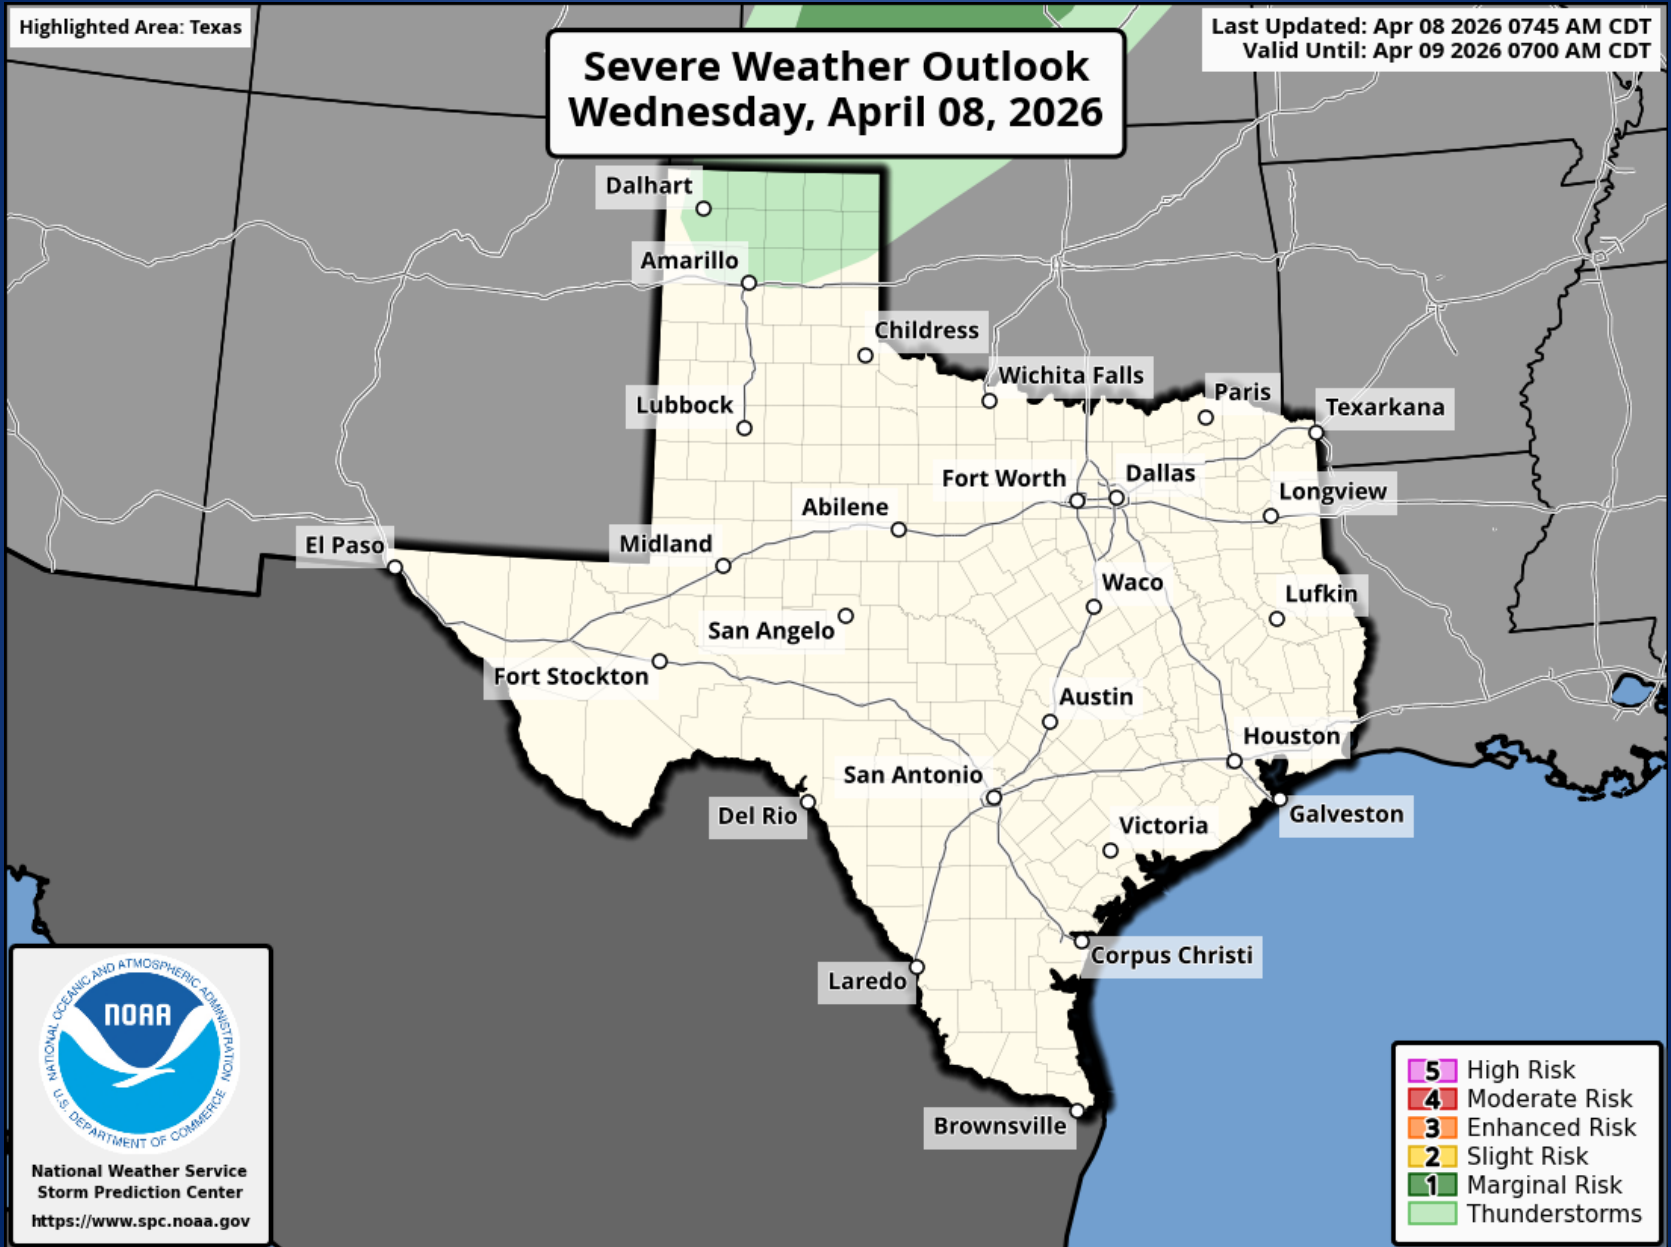 Highlighted Area: Texas
Last Updated: Apr 08 2026 0745 AM CDT
Valid Until: Apr 09 2026 0700 AM CDT
Severe Weather Outlook
Wednesday, April 08, 2026
Dalhart
Amarillo
Childress
Wichita Falls
Paris
Texarkana
Lubbock
Fort Worth
Dallas
Longview
Abilene
El Paso
Midland
Waco
Lufkin
San Angelo
Fort Stockton
Austin
Houston
San Antonio
Del Rio
Galveston
Victoria
Corpus Christi
Laredo
Brownsville
NATIONAL OCEANIC AND ATMOSPHERIC ADMINISTRATION
NOAA
U.S. DEPARTMENT OF COMMERCE
National Weather Service
Storm Prediction Center
https://www.spc.noaa.gov
5 High Risk
4 Moderate Risk
3 Enhanced Risk
2 Slight Risk
1 Marginal Risk
Thunderstorms